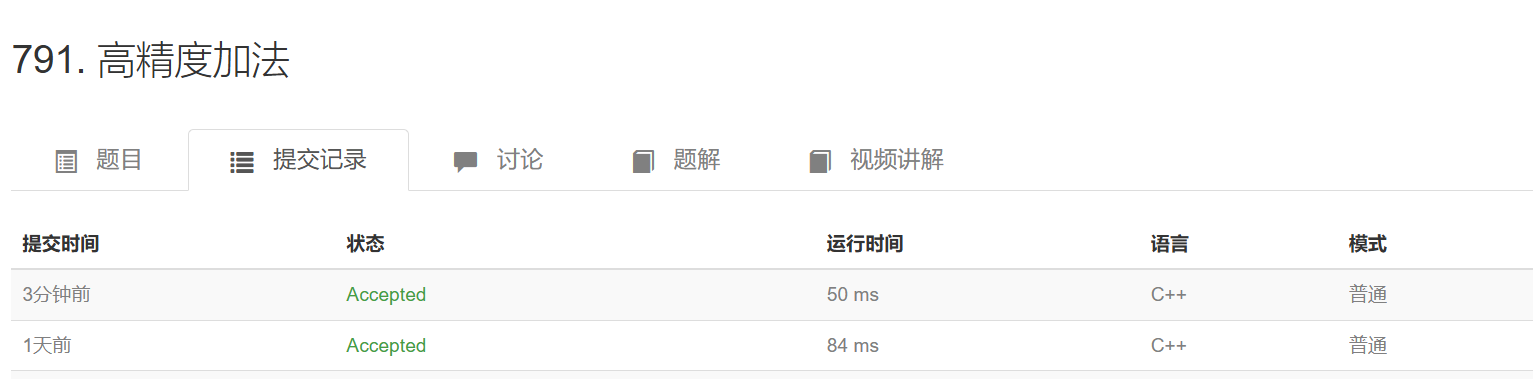 791. 高精度加法
题目 提交记录 讨论 题解 视频讲解
提交时间 状态 运行时间 语言 模式
3分钟前 Accepted 50 ms C++ 普通
1天前 Accepted 84 ms C++ 普通